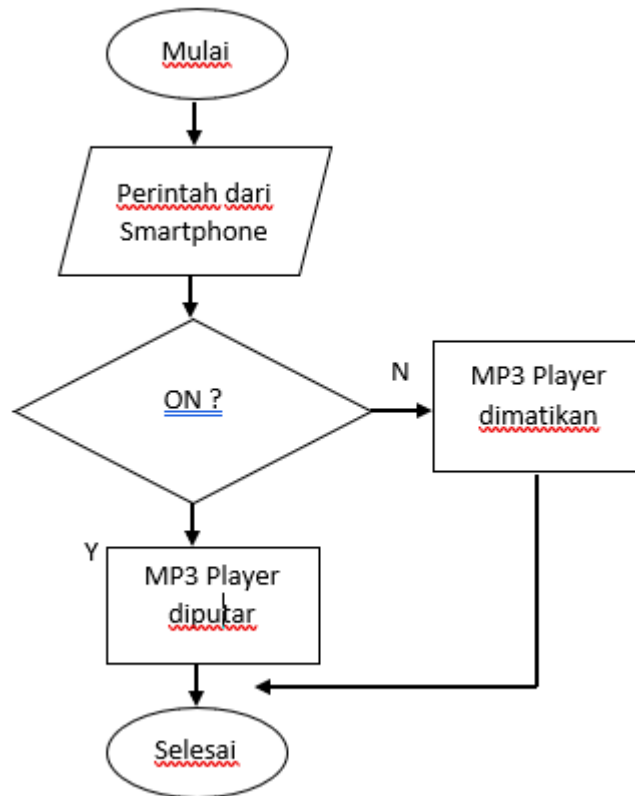 Mulai
Perintah dari
Smartphone
ON ?
N
MP3 Player
dimatikan
Y
MP3 Player
diputar
Selesai